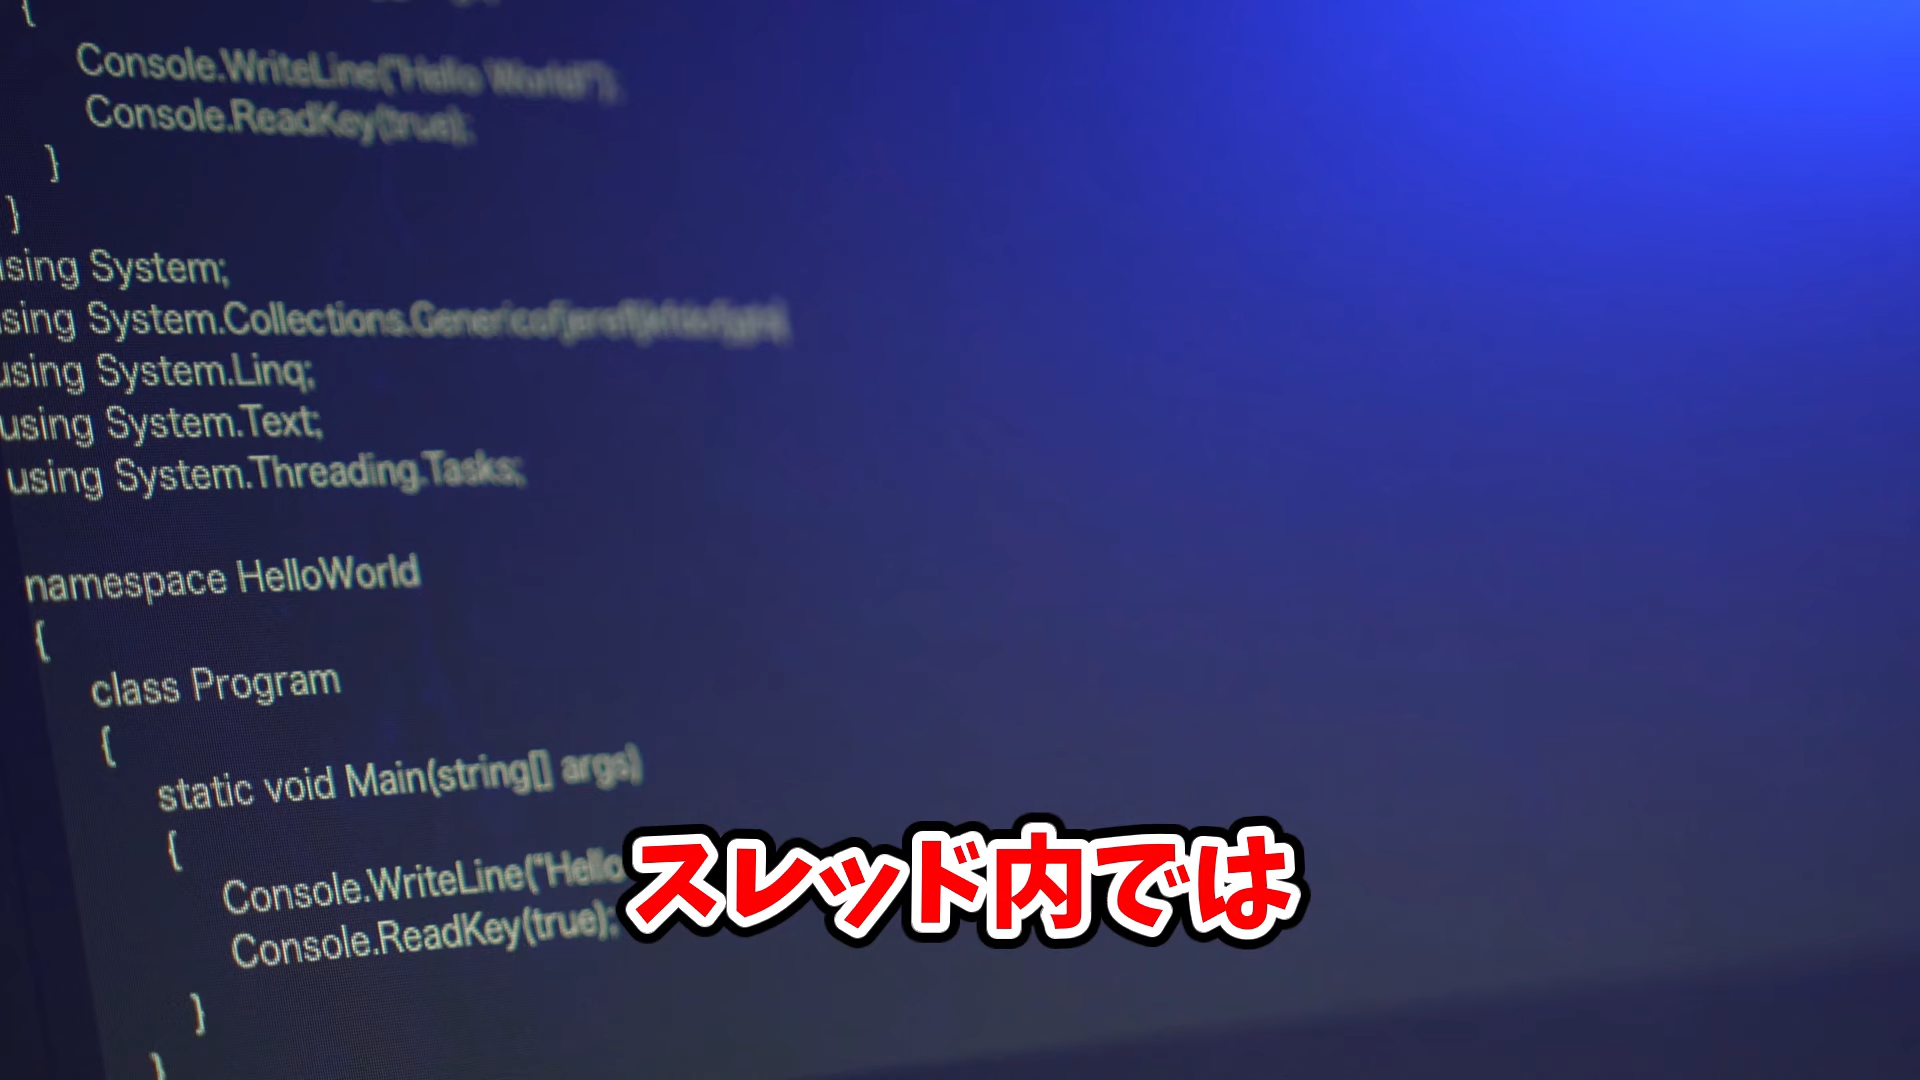 {
Console.WriteLine("Hello World");
Console.ReadKey(true);
}
}
using System;
using System.Collections.Generic
using System.Linq;
using System.Text;
using System.Threading.Tasks;
namespace HelloWorld
{
class Program
{
static void Main(string[] args)
{
Console.WriteLine("Hello
Console.ReadKey(true);
}
}
スレッド内では